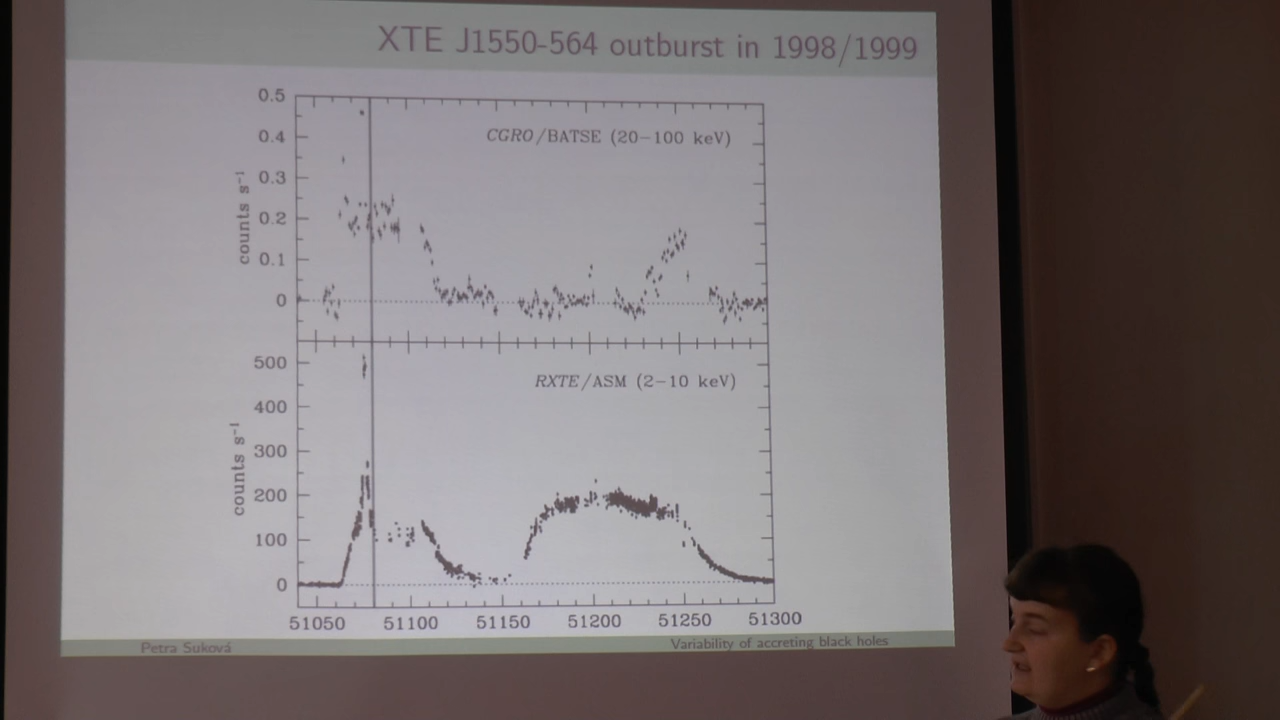 XTE J1550-564 outburst in 1998/1999
0.5
CGRO/BATSE (20-100 keV)
0.4
0.3
0.2
0.1
0
counts s⁻¹
500
RXTE/ASM (2-10 keV)
400
300
200
100
0
counts s⁻¹
51050 51100 51150 51200 51250 51300
Petra Suková Variability of accreting black holes